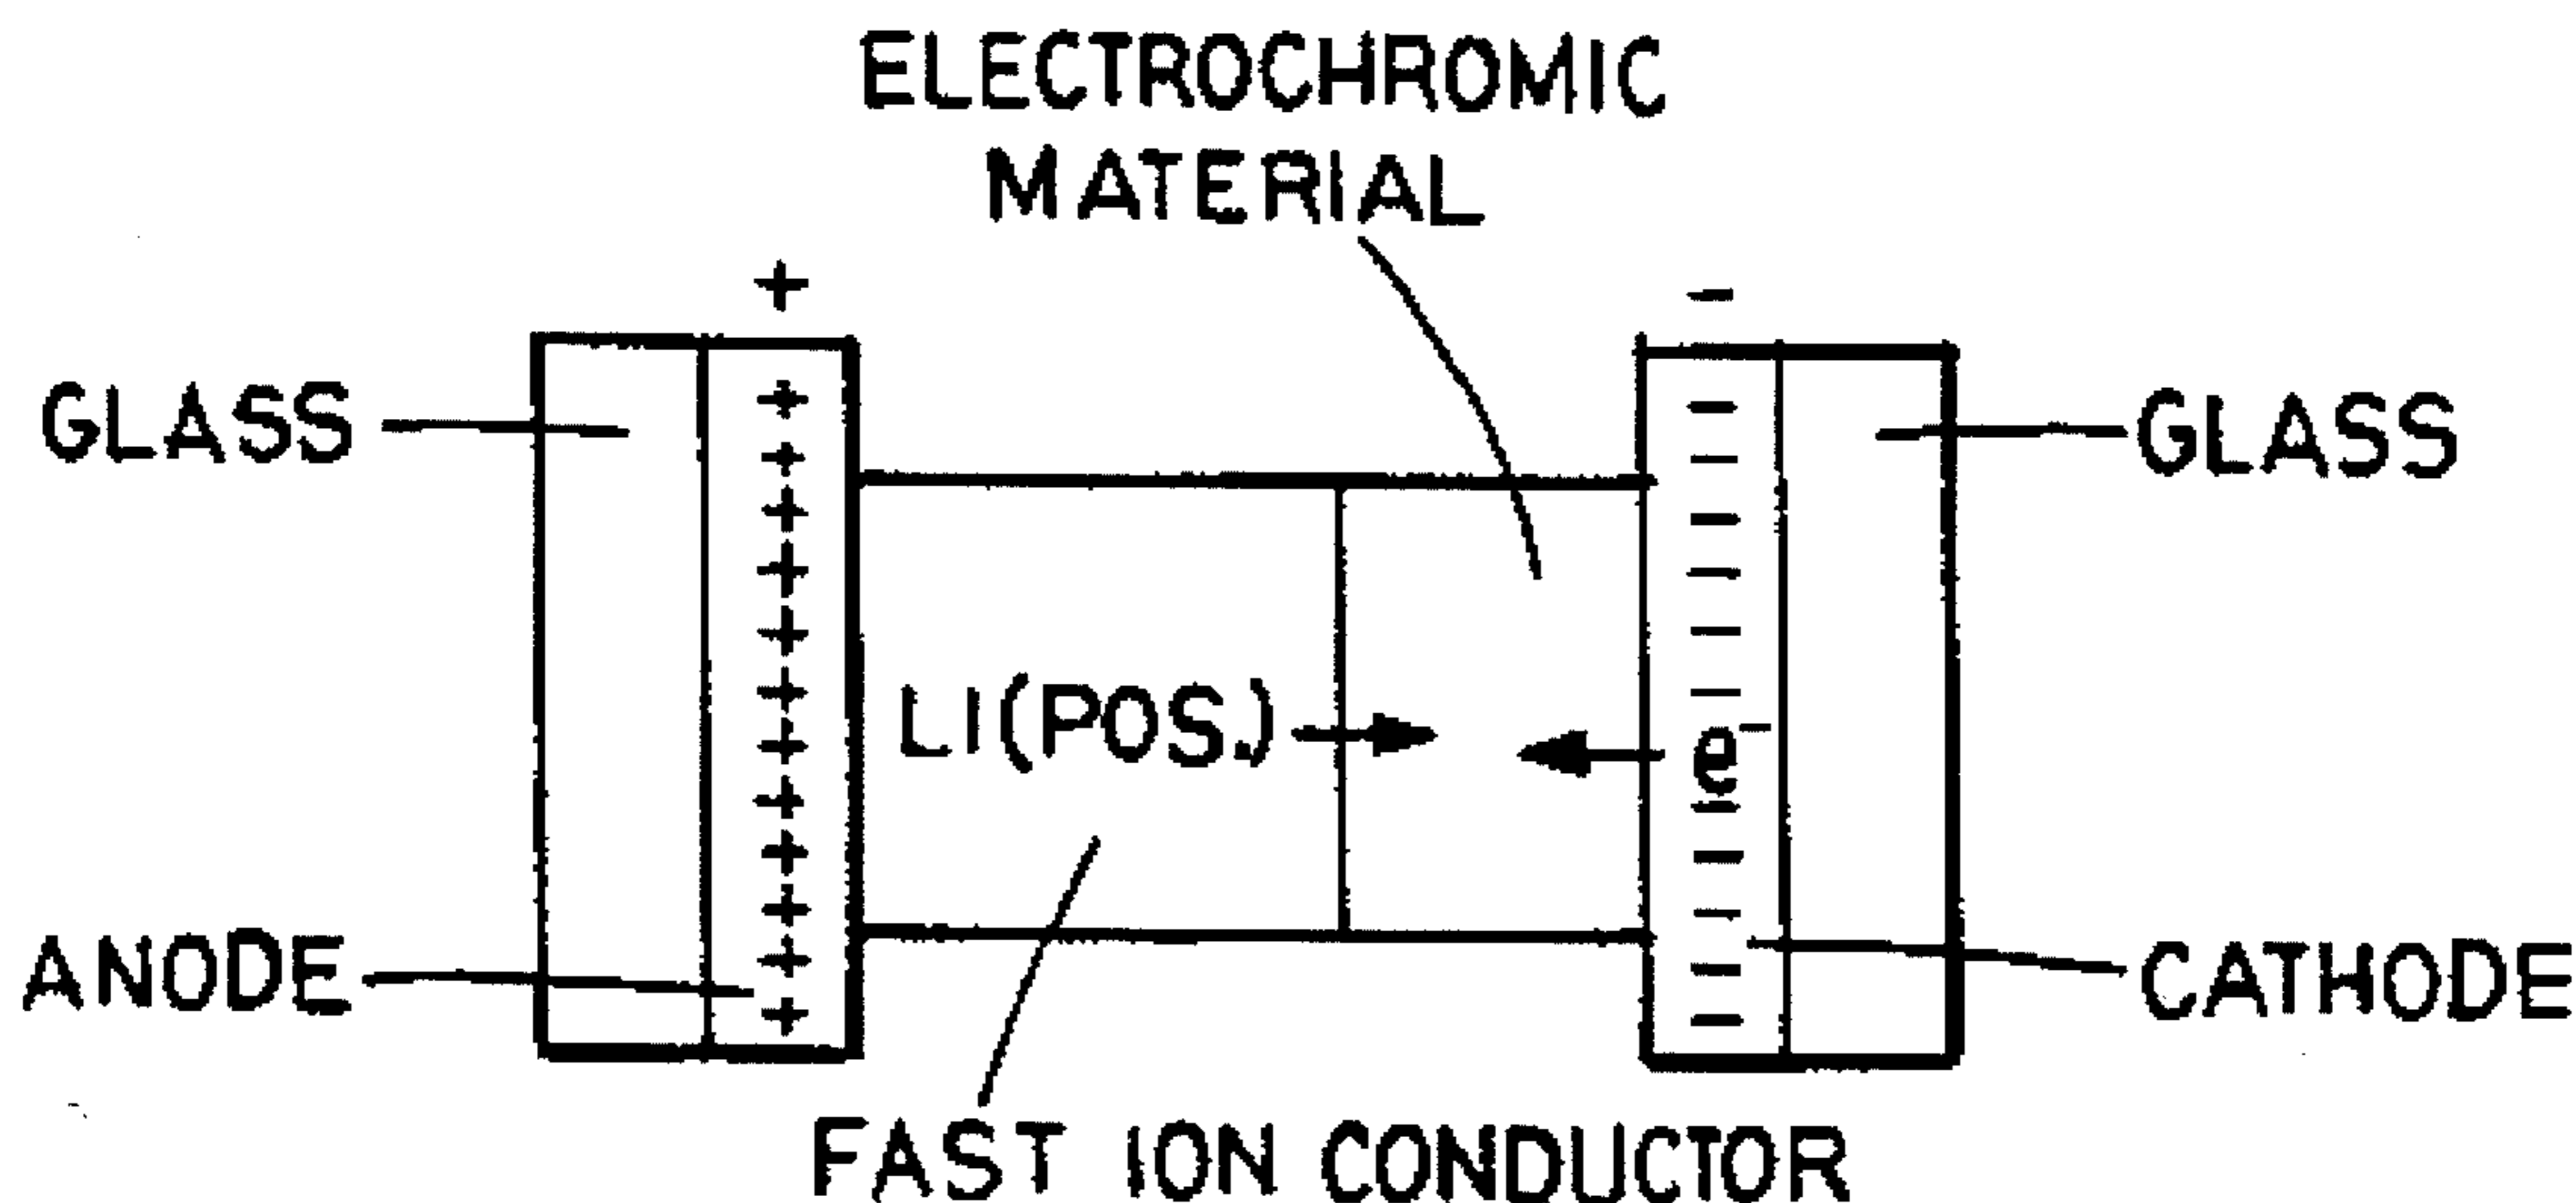 ELECTROCHROMIC
MATERIAL
+ -
GLASS GLASS
+ -
+ -
+ -
+ -
+ -
+ -
LI(POS.) e⁻
+ -
+ -
+ -
+ -
+ -
+
ANODE CATHODE
FAST ION CONDUCTOR